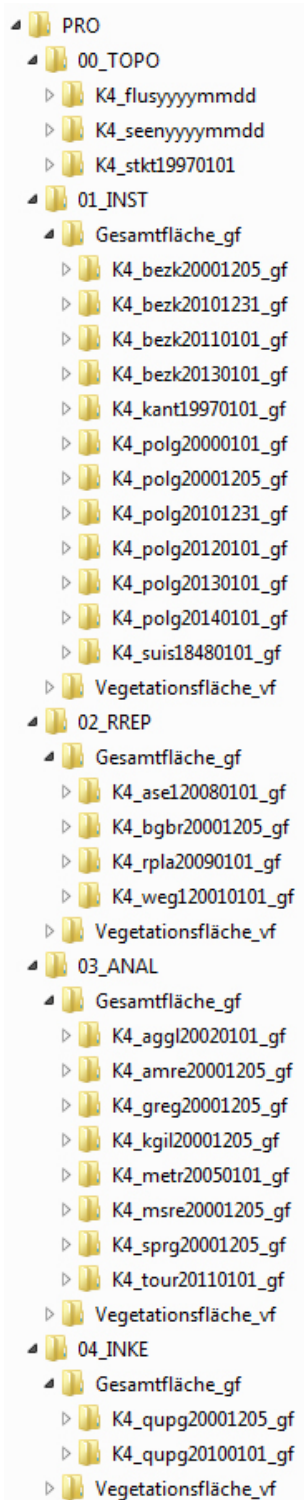 PRO
00_TOPO
K4_flusyyyymmdd
K4_seenyyyymmdd
K4_stkt19970101
01_INST
Gesamtfläche_gf
K4_bezk20001205_gf
K4_bezk20101231_gf
K4_bezk20110101_gf
K4_bezk20130101_gf
K4_kant19970101_gf
K4_polg20000101_gf
K4_polg20001205_gf
K4_polg20101231_gf
K4_polg20120101_gf
K4_polg20130101_gf
K4_polg20140101_gf
K4_suis18480101_gf
Vegetationsfläche_vf
02_RREP
Gesamtfläche_gf
K4_ase120080101_gf
K4_bgbr20001205_gf
K4_rpla20090101_gf
K4_weg120010101_gf
Vegetationsfläche_vf
03_ANAL
Gesamtfläche_gf
K4_aggl20020101_gf
K4_amre20001205_gf
K4_greg20001205_gf
K4_kgil20001205_gf
K4_metr20050101_gf
K4_msre20001205_gf
K4_sprg20001205_gf
K4_tour20110101_gf
Vegetationsfläche_vf
04_INKE
Gesamtfläche_gf
K4_qupg20001205_gf
K4_qupg20100101_gf
Vegetationsfläche_vf